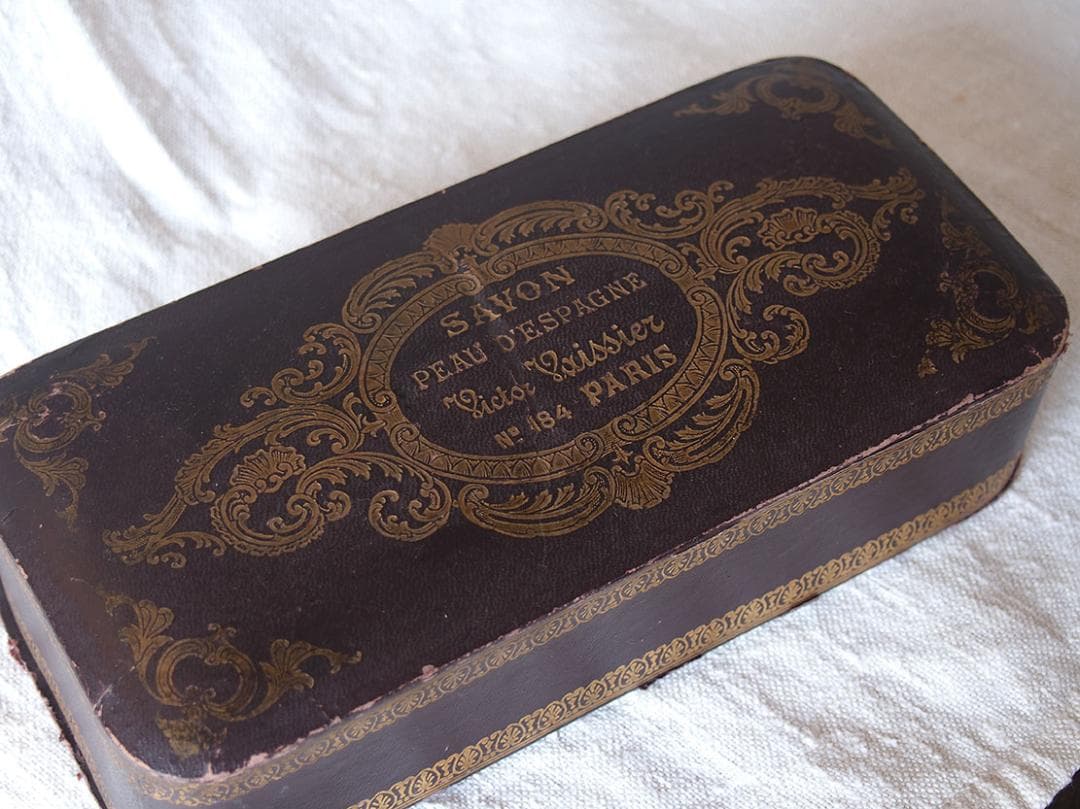 SAVON
PEAU D'ESPAGNE
Victor Vaissier
Nº 184 PARIS